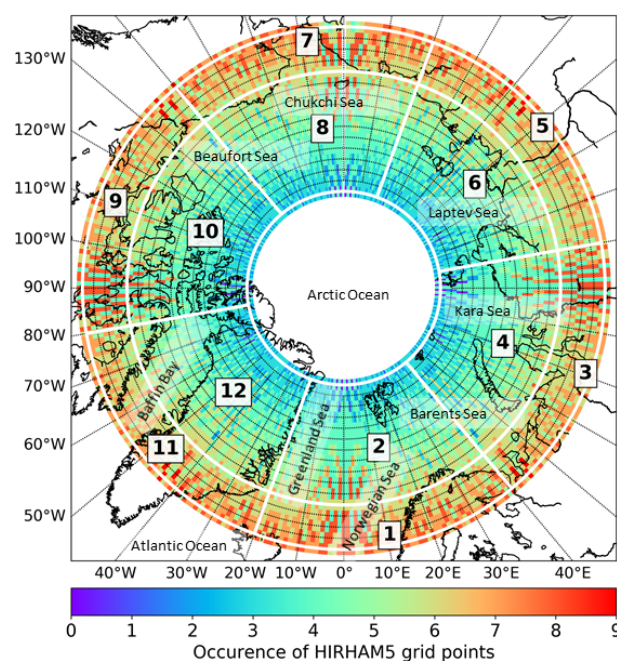 7
130°W
Chukchi Sea
5
120°W
8
Beaufort Sea
6
110°W
9
Laptev Sea
10
100°W
90°W
Arctic Ocean
Kara Sea
80°W
4
3
70°W
Baffin Bay
12
Barents Sea
Greenland Sea
2
60°W
11
Norwegian Sea
1
50°W
Atlantic Ocean
40°W 30°W 20°W 10°W 0° 10°E 20°E 30°E 40°E
0 1 2 3 4 5 6 7 8 9
Occurence of HIRHAM5 grid points